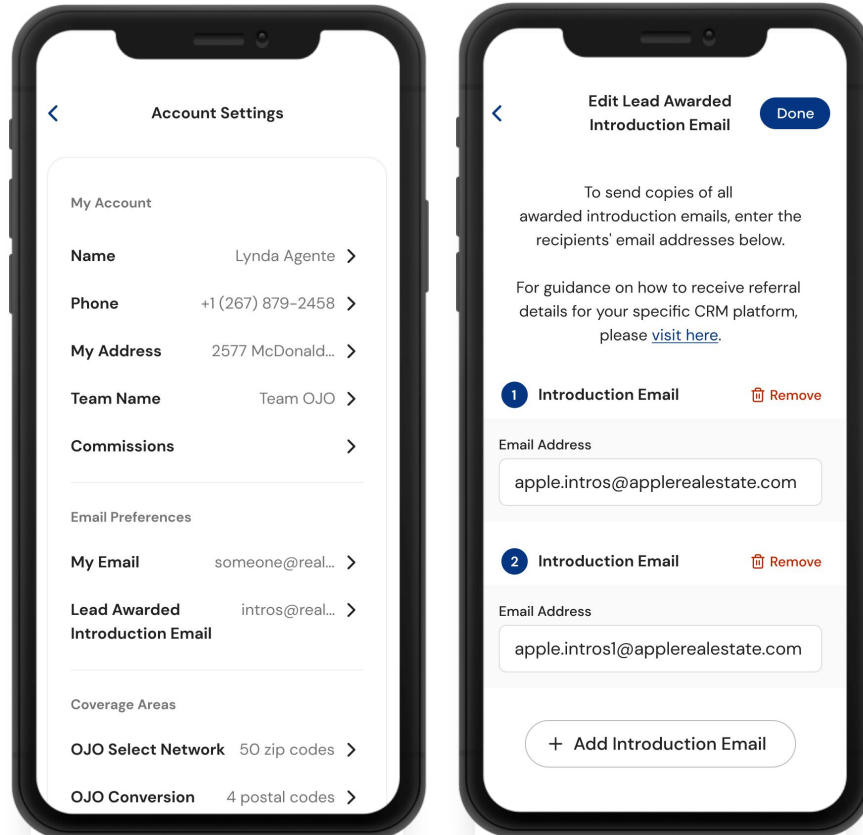 Account Settings
My Account
Name Lynda Agente
Phone +1 (267) 879-2458
My Address 2577 McDonald...
Team Name Team OJO
Commissions
Email Preferences
My Email someone@real...
Lead Awarded intros@real...
Introduction Email
Coverage Areas
OJO Select Network 50 zip codes
OJO Conversion 4 postal codes
Edit Lead Awarded
Introduction Email
Done
To send copies of all
awarded introduction emails, enter the
recipients' email addresses below.
For guidance on how to receive referral
details for your specific CRM platform,
please visit here.
1 Introduction Email Remove
Email Address
apple.intros@applerealestate.com
2 Introduction Email Remove
Email Address
apple.intros1@applerealestate.com
+ Add Introduction Email